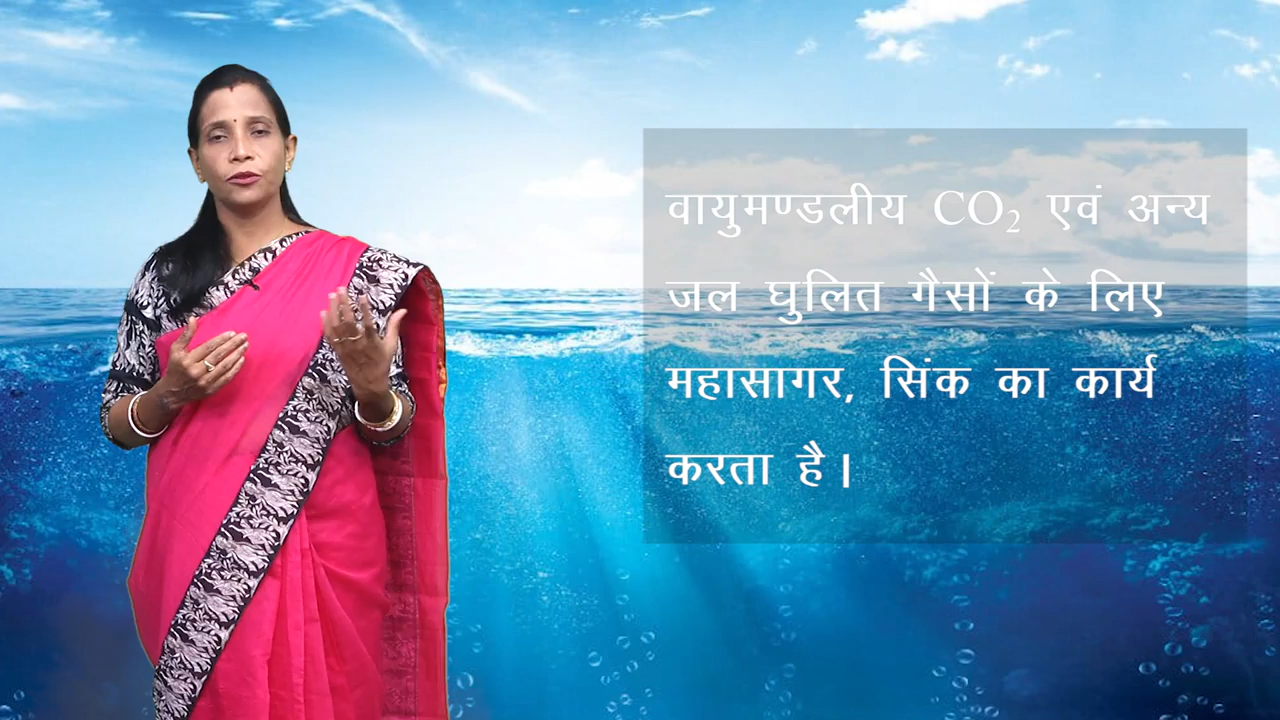 वायुमण्डलीय CO₂ एवं अन्य
जल घुलित गैसों के लिए
महासागर, सिंक का कार्य
करता है।